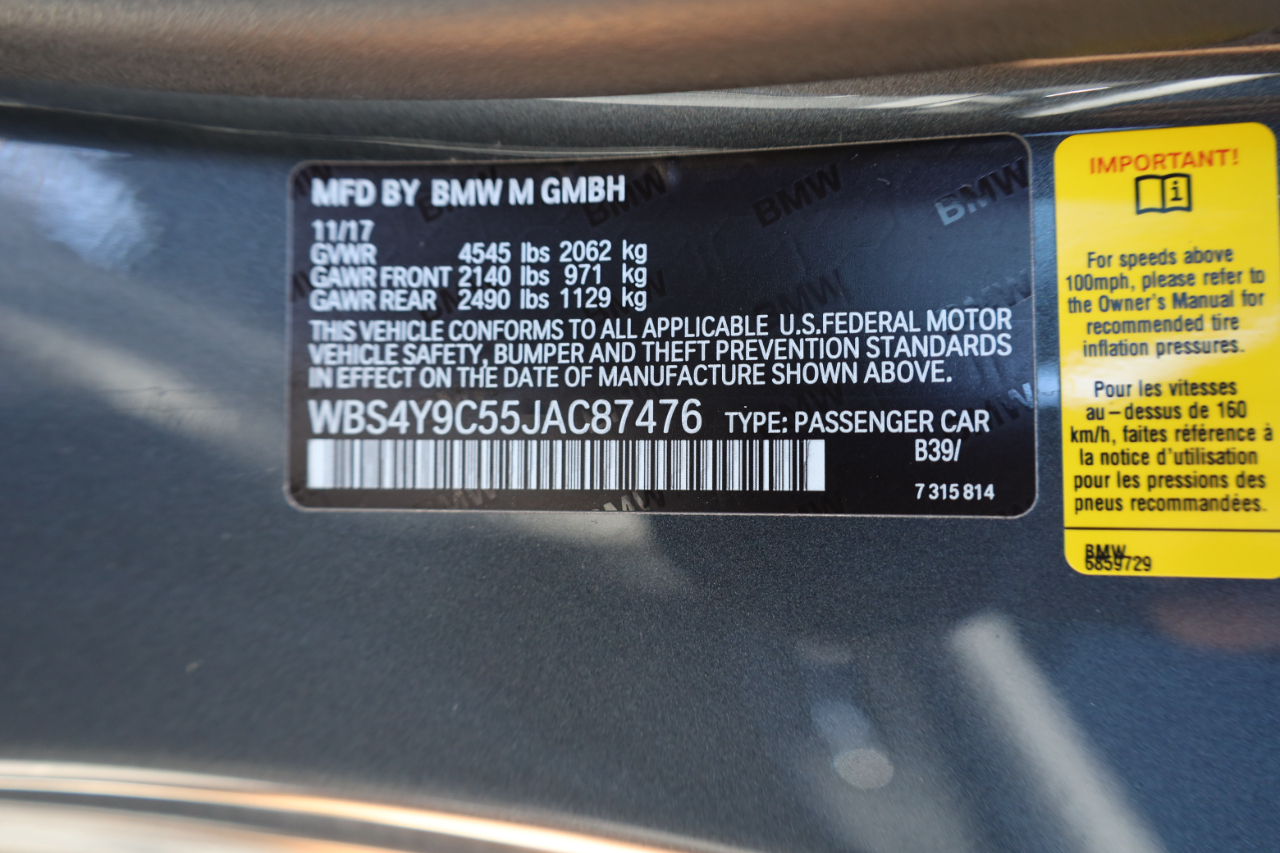 MFD BY BMW M GMBH
11/17
GVWR 4545 lbs 2062 kg
GAWR FRONT 2140 lbs 971 kg
GAWR REAR 2490 lbs 1129 kg
THIS VEHICLE CONFORMS TO ALL APPLICABLE U.S.FEDERAL MOTOR
VEHICLE SAFETY, BUMPER AND THEFT PREVENTION STANDARDS
IN EFFECT ON THE DATE OF MANUFACTURE SHOWN ABOVE.
WBS4Y9C55JAC87476 TYPE: PASSENGER CAR
B39/
7 315 814
IMPORTANT!
For speeds above
100mph, please refer to
the Owner's Manual for
recommended tire
inflation pressures.
Pour les vitesses
au-dessus de 160
km/h, faites référence à
la notice d'utilisation
pour les pressions des
pneus recommandées.
BMW
6859729